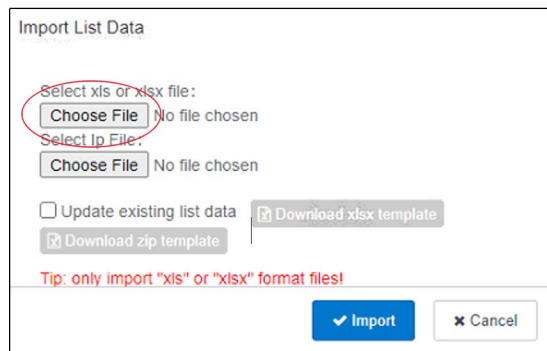 Import List Data
Select xls or xlsx file:
Choose File No file chosen
Select Ip File:
Choose File No file chosen
Update existing list data Download xlsx template
Download zip template
Tip: only import "xls" or "xlsx" format files!
Import Cancel